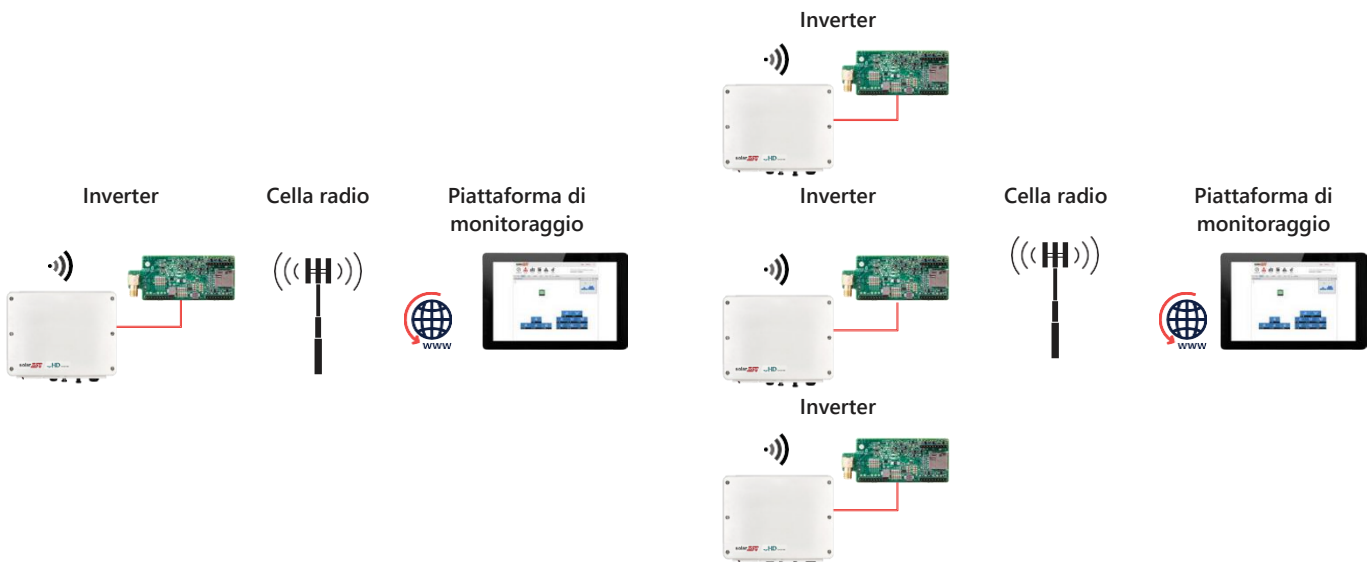 Inverter
Cella radio
Piattaforma di
monitoraggio
www
Inverter
Inverter
Inverter
Cella radio
Piattaforma di
monitoraggio
www